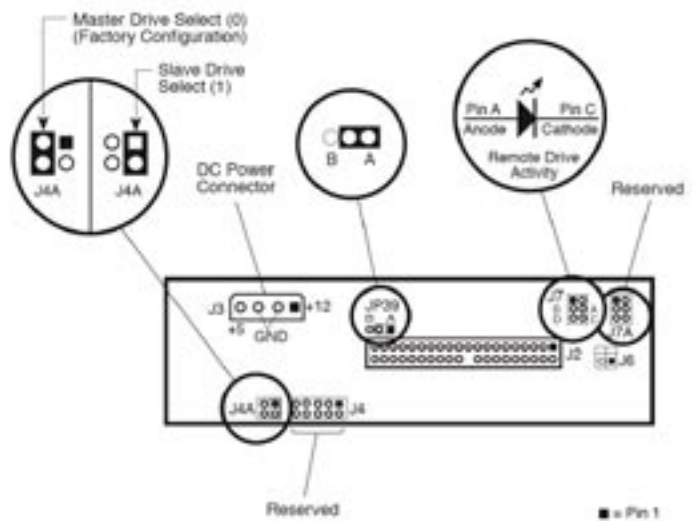 Master Drive Select (0)
(Factory Configuration)
Slave Drive
Select (1)
J4A
J4A
B A
Pin A
Pin C
Anode
Cathode
Remote Drive
Activity
DC Power
Connector
Reserved
J3
+12
+5 GND
JP39
B A
J7
A
C
J7A
J2
J6
J4A
J4
Reserved
= Pin 1